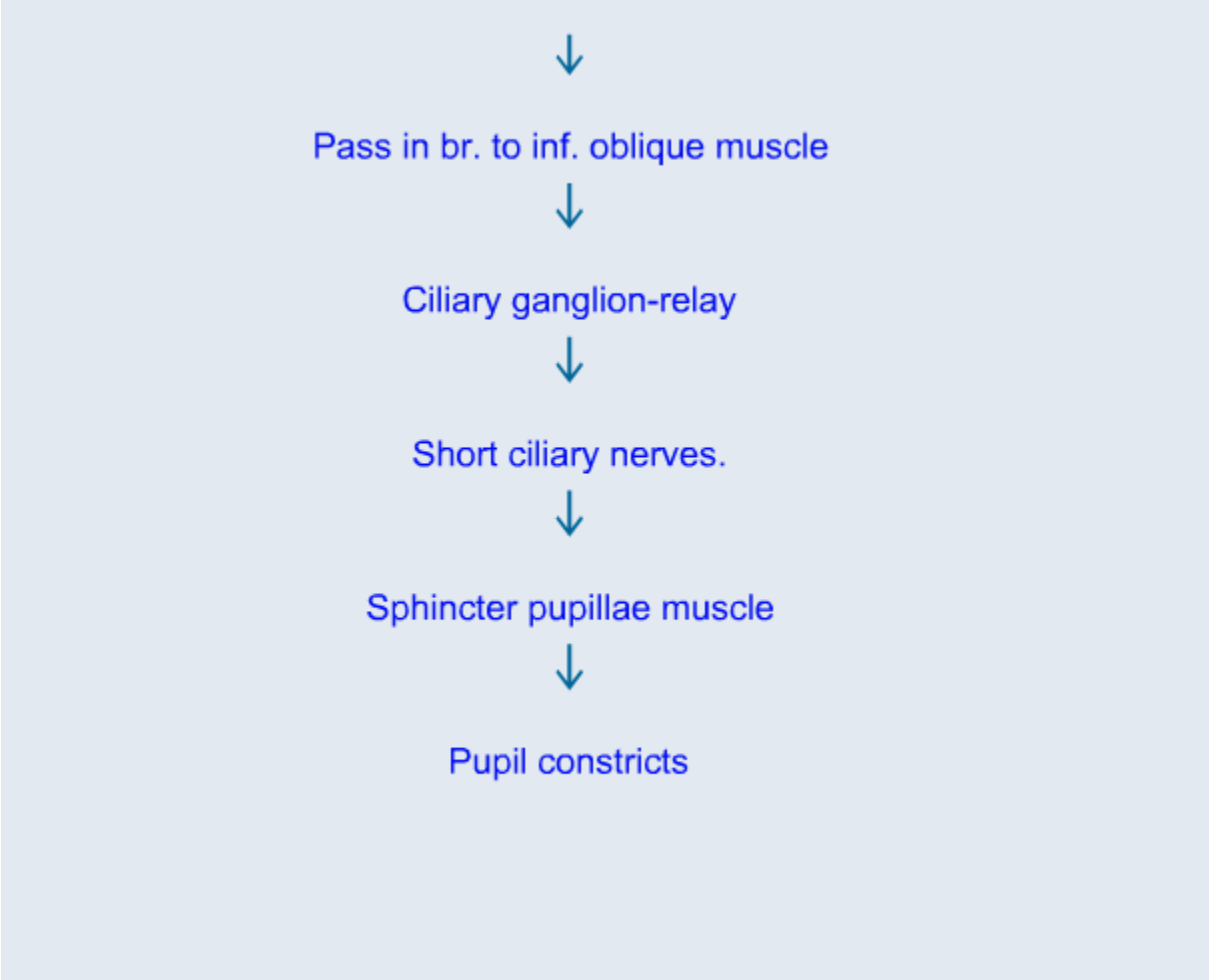 Pass in br. to inf. oblique muscle
Ciliary ganglion-relay
Short ciliary nerves.
Sphincter pupillae muscle
Pupil constricts